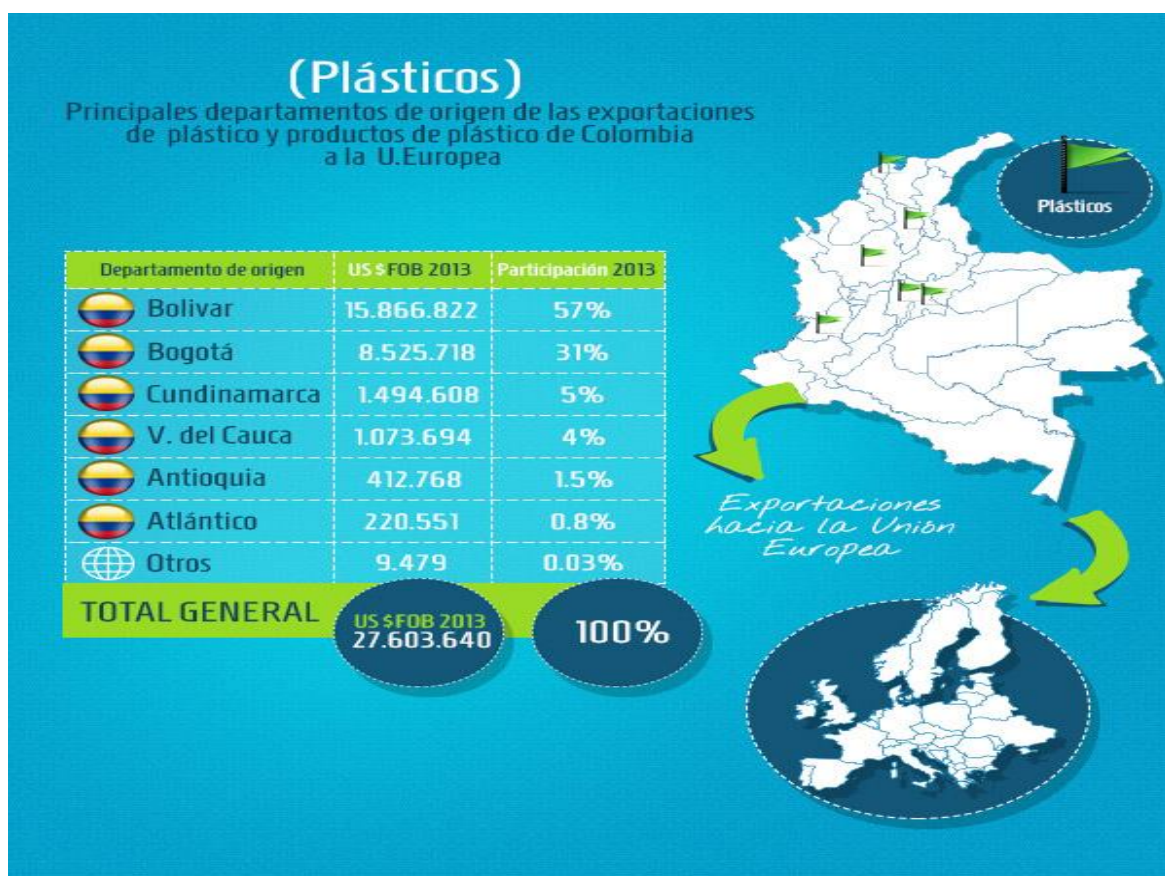 (Plásticos)
Principales departamentos de origen de las exportaciones
de plástico y productos de plástico de Colombia
a la U.Europea
Plásticos
Departamento de origen US $FOB 2013 Participación 2013
Bolivar 15.866.822 57%
Bogotá 8.525.718 31%
Cundinamarca 1.494.608 5%
V. del Cauca 1.073.694 4%
Antioquia 412.768 1.5%
Atlántico 220.551 0.8%
Otros 9.479 0.03%
TOTAL GENERAL
US $FOB 2013
27.603.640
100%
Exportaciones
hacia la Unión
Europea